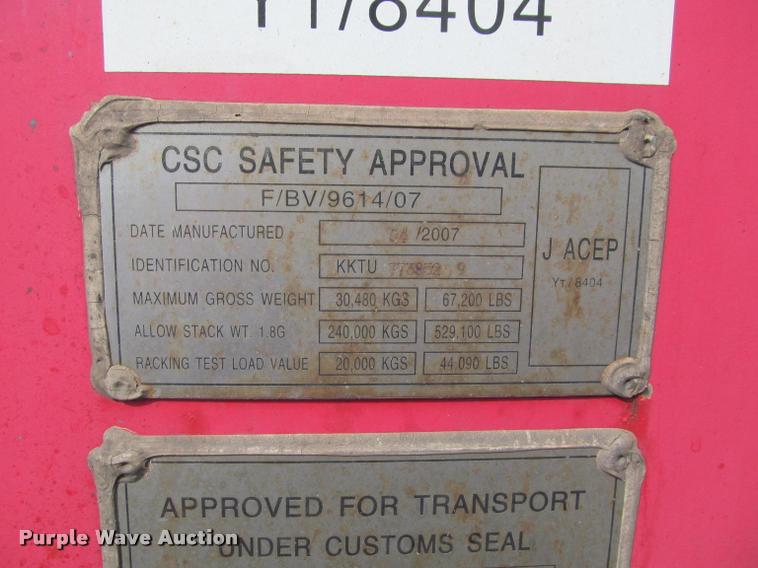 YT/8404
CSC SAFETY APPROVAL
F/BV/9614/07
DATE MANUFACTURED 04 /2007
IDENTIFICATION NO. KKTU
MAXIMUM GROSS WEIGHT 30,480 KGS 67,200 LBS
ALLOW STACK WT. 1.8G 240,000 KGS 529,100 LBS
RACKING TEST LOAD VALUE 20,000 KGS 44,090 LBS
J ACEP
YT/8404
APPROVED FOR TRANSPORT
UNDER CUSTOMS SEAL
Purple Wave Auction